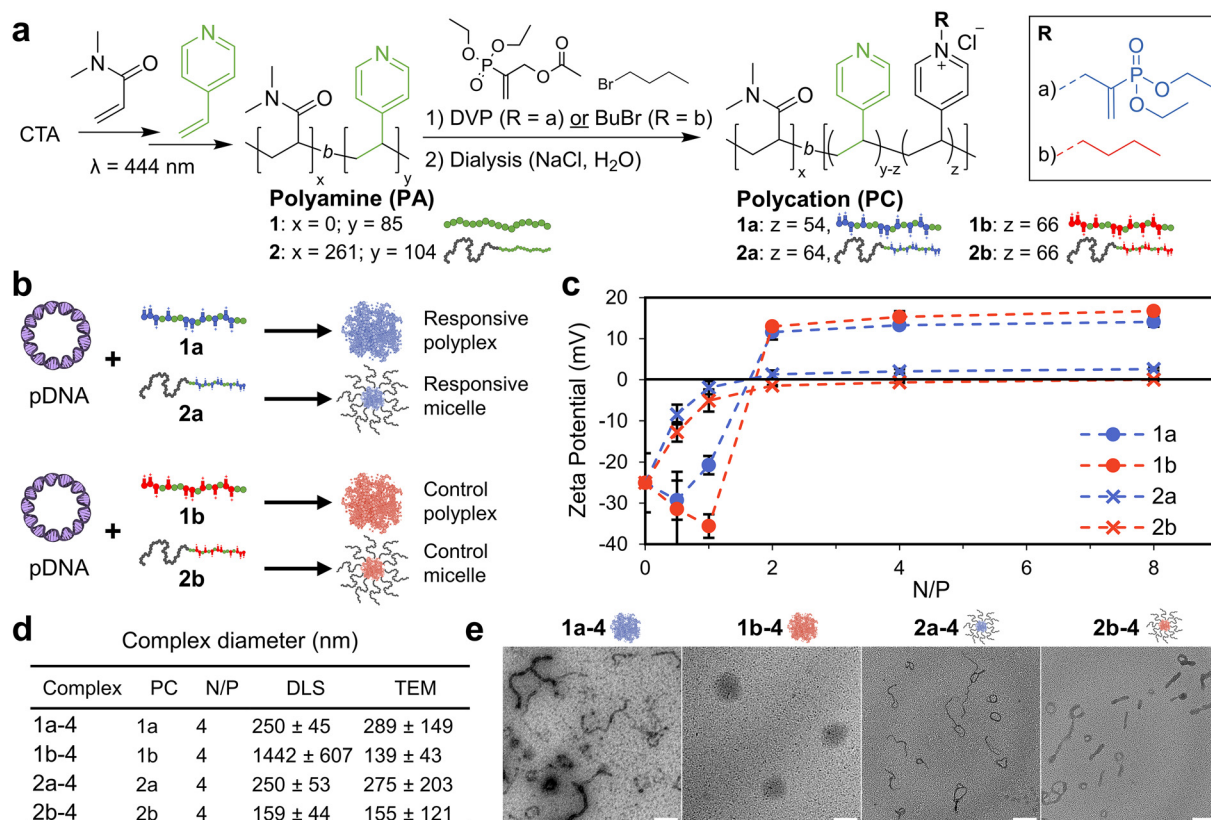 a
N
O
CTA
λ = 444 nm
N
O
N
b
x
y
Polyamine (PA)
1: x = 0; y = 85
2: x = 261; y = 104
O
P
O
O
O
O
Br
1) DVP (R = a) or BuBr (R = b)
2) Dialysis (NaCl, H₂O)
N
O
N
R
N
+
Cl⁻
b
x
y-z
z
Polycation (PC)
1a: z = 54,
1b: z = 66
2a: z = 64,
2b: z = 66
R
a)
O
P
O
O
b)
b
pDNA
+
1a
2a
Responsive
polyplex
Responsive
micelle
pDNA
+
1b
2b
Control
polyplex
Control
micelle
c
Zeta Potential (mV)
20
10
0
-10
-20
-30
-40
0
2
4
6
8
N/P
1a
1b
2a
2b
d
Complex diameter (nm)
Complex PC N/P DLS TEM
1a-4 1a 4 250 ± 45 289 ± 149
1b-4 1b 4 1442 ± 607 139 ± 43
2a-4 2a 4 250 ± 53 275 ± 203
2b-4 2b 4 159 ± 44 155 ± 121
e
1a-4
1b-4
2a-4
2b-4